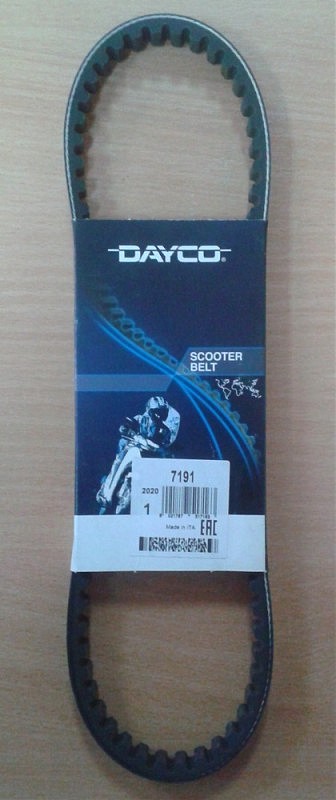 DAYCO®
SCOOTER
BELT
7191
2020
1
Made in ITA
EAC